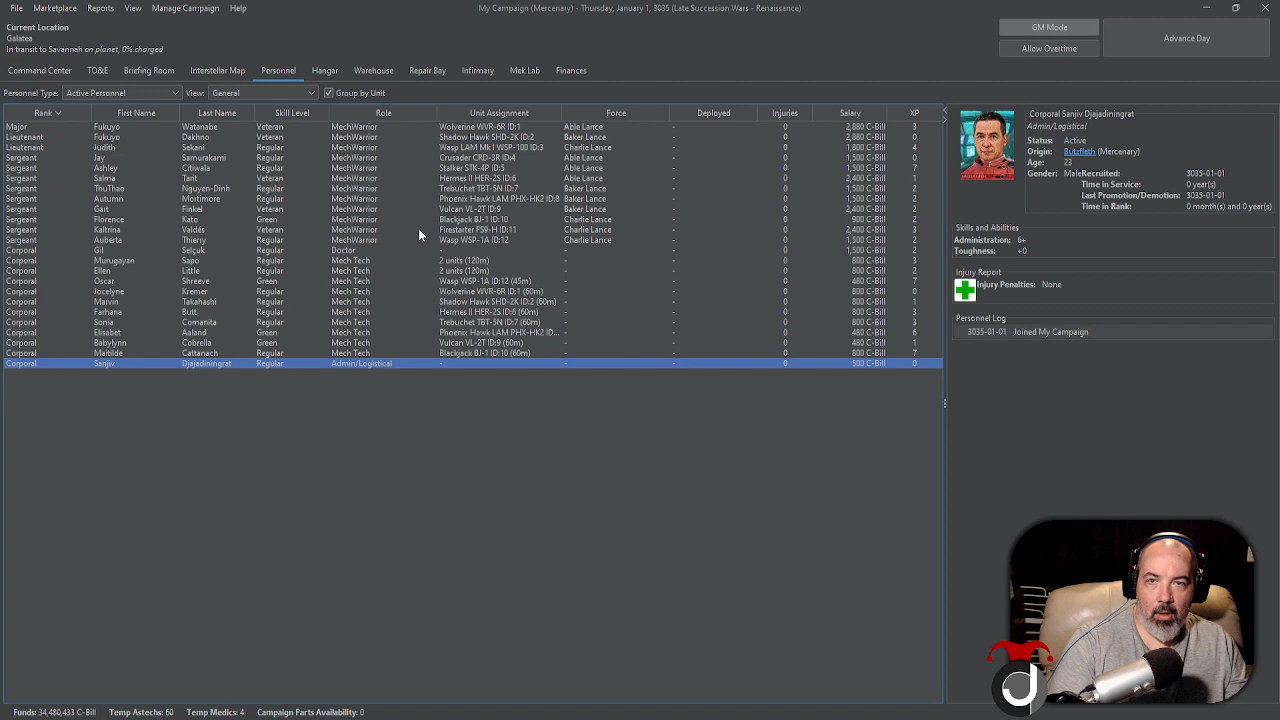 File Marketplace Reports View Manage Campaign Help
My Campaign (Mercenary) - Thursday, January 1, 3035 (Late Succession Wars - Renaissance)
Current Location
Galatea
In transit to Savannah on planet, 0% charged
GM Mode
Allow Overtime
Advance Day
Command Center TO&E Briefing Room Interstellar Map Personnel Hangar Warehouse Repair Bay Infirmary Mek Lab Finances
Personnel Type: Active Personnel View: General Group by Unit
Rank First Name Last Name Skill Level Role Unit Assignment Force Deployed Injuries Salary XP
Major Fukuyo Watanabe Veteran MechWarrior Wolverine WVR-6R ID:1 Able Lance - 0 2,880 C-Bill 3
Lieutenant Fukuyo Dakhno Veteran MechWarrior Shadow Hawk SHD-2K ID:2 Baker Lance - 0 2,880 C-Bill 0
Lieutenant Judith Sekani Regular MechWarrior Wasp LAM Mk I WSP-100 ID:3 Charlie Lance - 0 1,800 C-Bill 4
Sergeant Jay Samurakami Regular MechWarrior Crusader CRD-3R ID:4 Able Lance - 0 1,500 C-Bill 0
Sergeant Ashley Citiwala Regular MechWarrior Stalker STK-4P ID:5 Able Lance - 0 1,500 C-Bill 7
Sergeant Salma Tarit Veteran MechWarrior Hermes II HER-2S ID:6 Able Lance - 0 2,400 C-Bill 1
Sergeant ThuThao Nguyen-Dinh Regular MechWarrior Trebuchet TBT-5N ID:7 Baker Lance - 0 1,500 C-Bill 2
Sergeant Autumn Mortimore Regular MechWarrior Phoenix Hawk LAM PHX-HK2 ID:8 Baker Lance - 0 1,500 C-Bill 2
Sergeant Gart Finkel Veteran MechWarrior Vulcan VL-2T ID:9 Baker Lance - 0 2,400 C-Bill 2
Sergeant Florence Kato Green MechWarrior Blackjack BJ-1 ID:10 Charlie Lance - 0 900 C-Bill 2
Sergeant Kaltrina Valdés Veteran MechWarrior Firestarter FS9-H ID:11 Charlie Lance - 0 2,400 C-Bill 3
Sergeant Auberta Thierry Regular MechWarrior Wasp WSP-1A ID:12 Charlie Lance - 0 1,500 C-Bill 2
Corporal Gil Selçuk Regular Doctor - - - 0 1,500 C-Bill 2
Corporal Murugayan Sapo Regular Mech Tech 2 units (120m) - - 0 800 C-Bill 3
Corporal Ellen Little Regular Mech Tech 2 units (120m) - - 0 800 C-Bill 2
Corporal Oscar Shreeve Green Mech Tech Wasp WSP-1A ID:12 (45m) - - 0 480 C-Bill 7
Corporal Jocelyne Kremer Regular Mech Tech Wolverine WVR-6R ID:1 (60m) - - 0 800 C-Bill 0
Corporal Marvin Takahashi Regular Mech Tech Shadow Hawk SHD-2K ID:2 (60m) - - 0 800 C-Bill 1
Corporal Farhana Butt Regular Mech Tech Hermes II HER-2S ID:6 (60m) - - 0 800 C-Bill 3
Corporal Sonia Comanita Regular Mech Tech Trebuchet TBT-5N ID:7 (60m) - - 0 800 C-Bill 3
Corporal Elisabet Aaland Green Mech Tech Phoenix Hawk LAM PHX-HK2 ID... - - 0 480 C-Bill 6
Corporal Babylynn Cobrella Green Mech Tech Vulcan VL-2T ID:9 (60m) - - 0 480 C-Bill 1
Corporal Maitilde Cattanach Regular Mech Tech Blackjack BJ-1 ID:10 (60m) - - 0 800 C-Bill 7
Corporal Sanjiv Djajadiningrat Regular Admin/Logistical - - - 0 500 C-Bill 0
Corporal Sanjiv Djajadiningrat
Admin/Logistical
Status: Active
Origin: Butzfleth (Mercenary)
Age: 23
Gender: Male Recruited: 3035-01-01
Time in Service: 0 year(s)
Last Promotion/Demotion: 3035-01-01
Time in Rank: 0 month(s) and 0 year(s)
Skills and Abilities
Administration: 6+
Toughness: +0
Injury Report
Injury Penalties: None
Personnel Log
3035-01-01 Joined My Campaign
Funds: 34,480,433 C-Bill Temp Astechs: 60 Temp Medics: 4 Campaign Parts Availability: 0